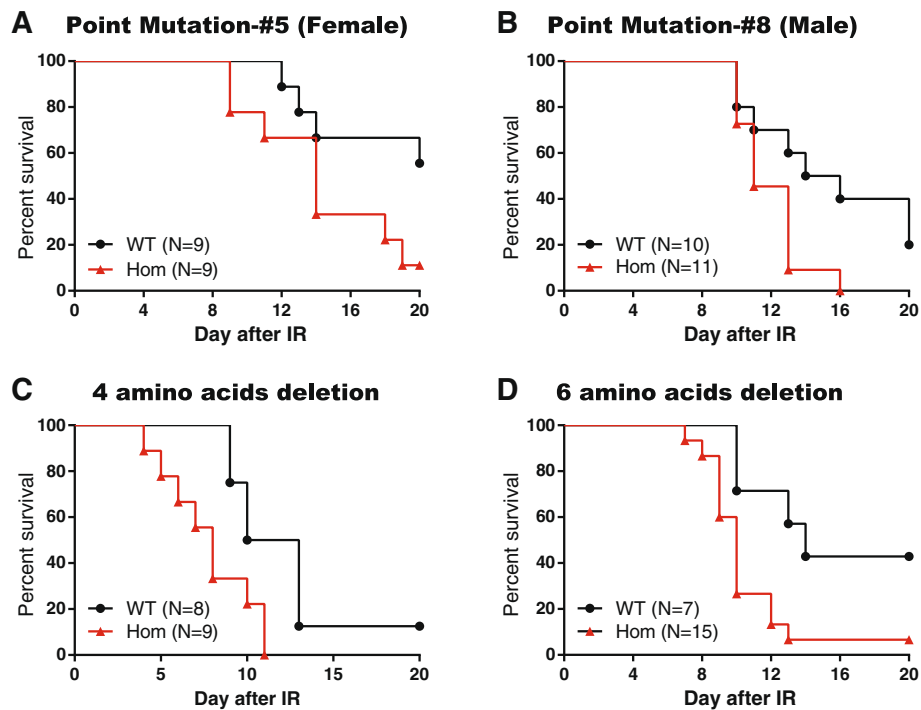 A Point Mutation-#5 (Female)
Percent survival
100
80
60
40
20
0
WT (N=9)
Hom (N=9)
0 4 8 12 16 20
Day after IR
B Point Mutation-#8 (Male)
Percent survival
100
80
60
40
20
0
WT (N=10)
Hom (N=11)
0 4 8 12 16 20
Day after IR
C 4 amino acids deletion
Percent survival
100
80
60
40
20
0
WT (N=8)
Hom (N=9)
0 5 10 15 20
Day after IR
D 6 amino acids deletion
Percent survival
100
80
60
40
20
0
WT (N=7)
Hom (N=15)
0 4 8 12 16 20
Day after IR